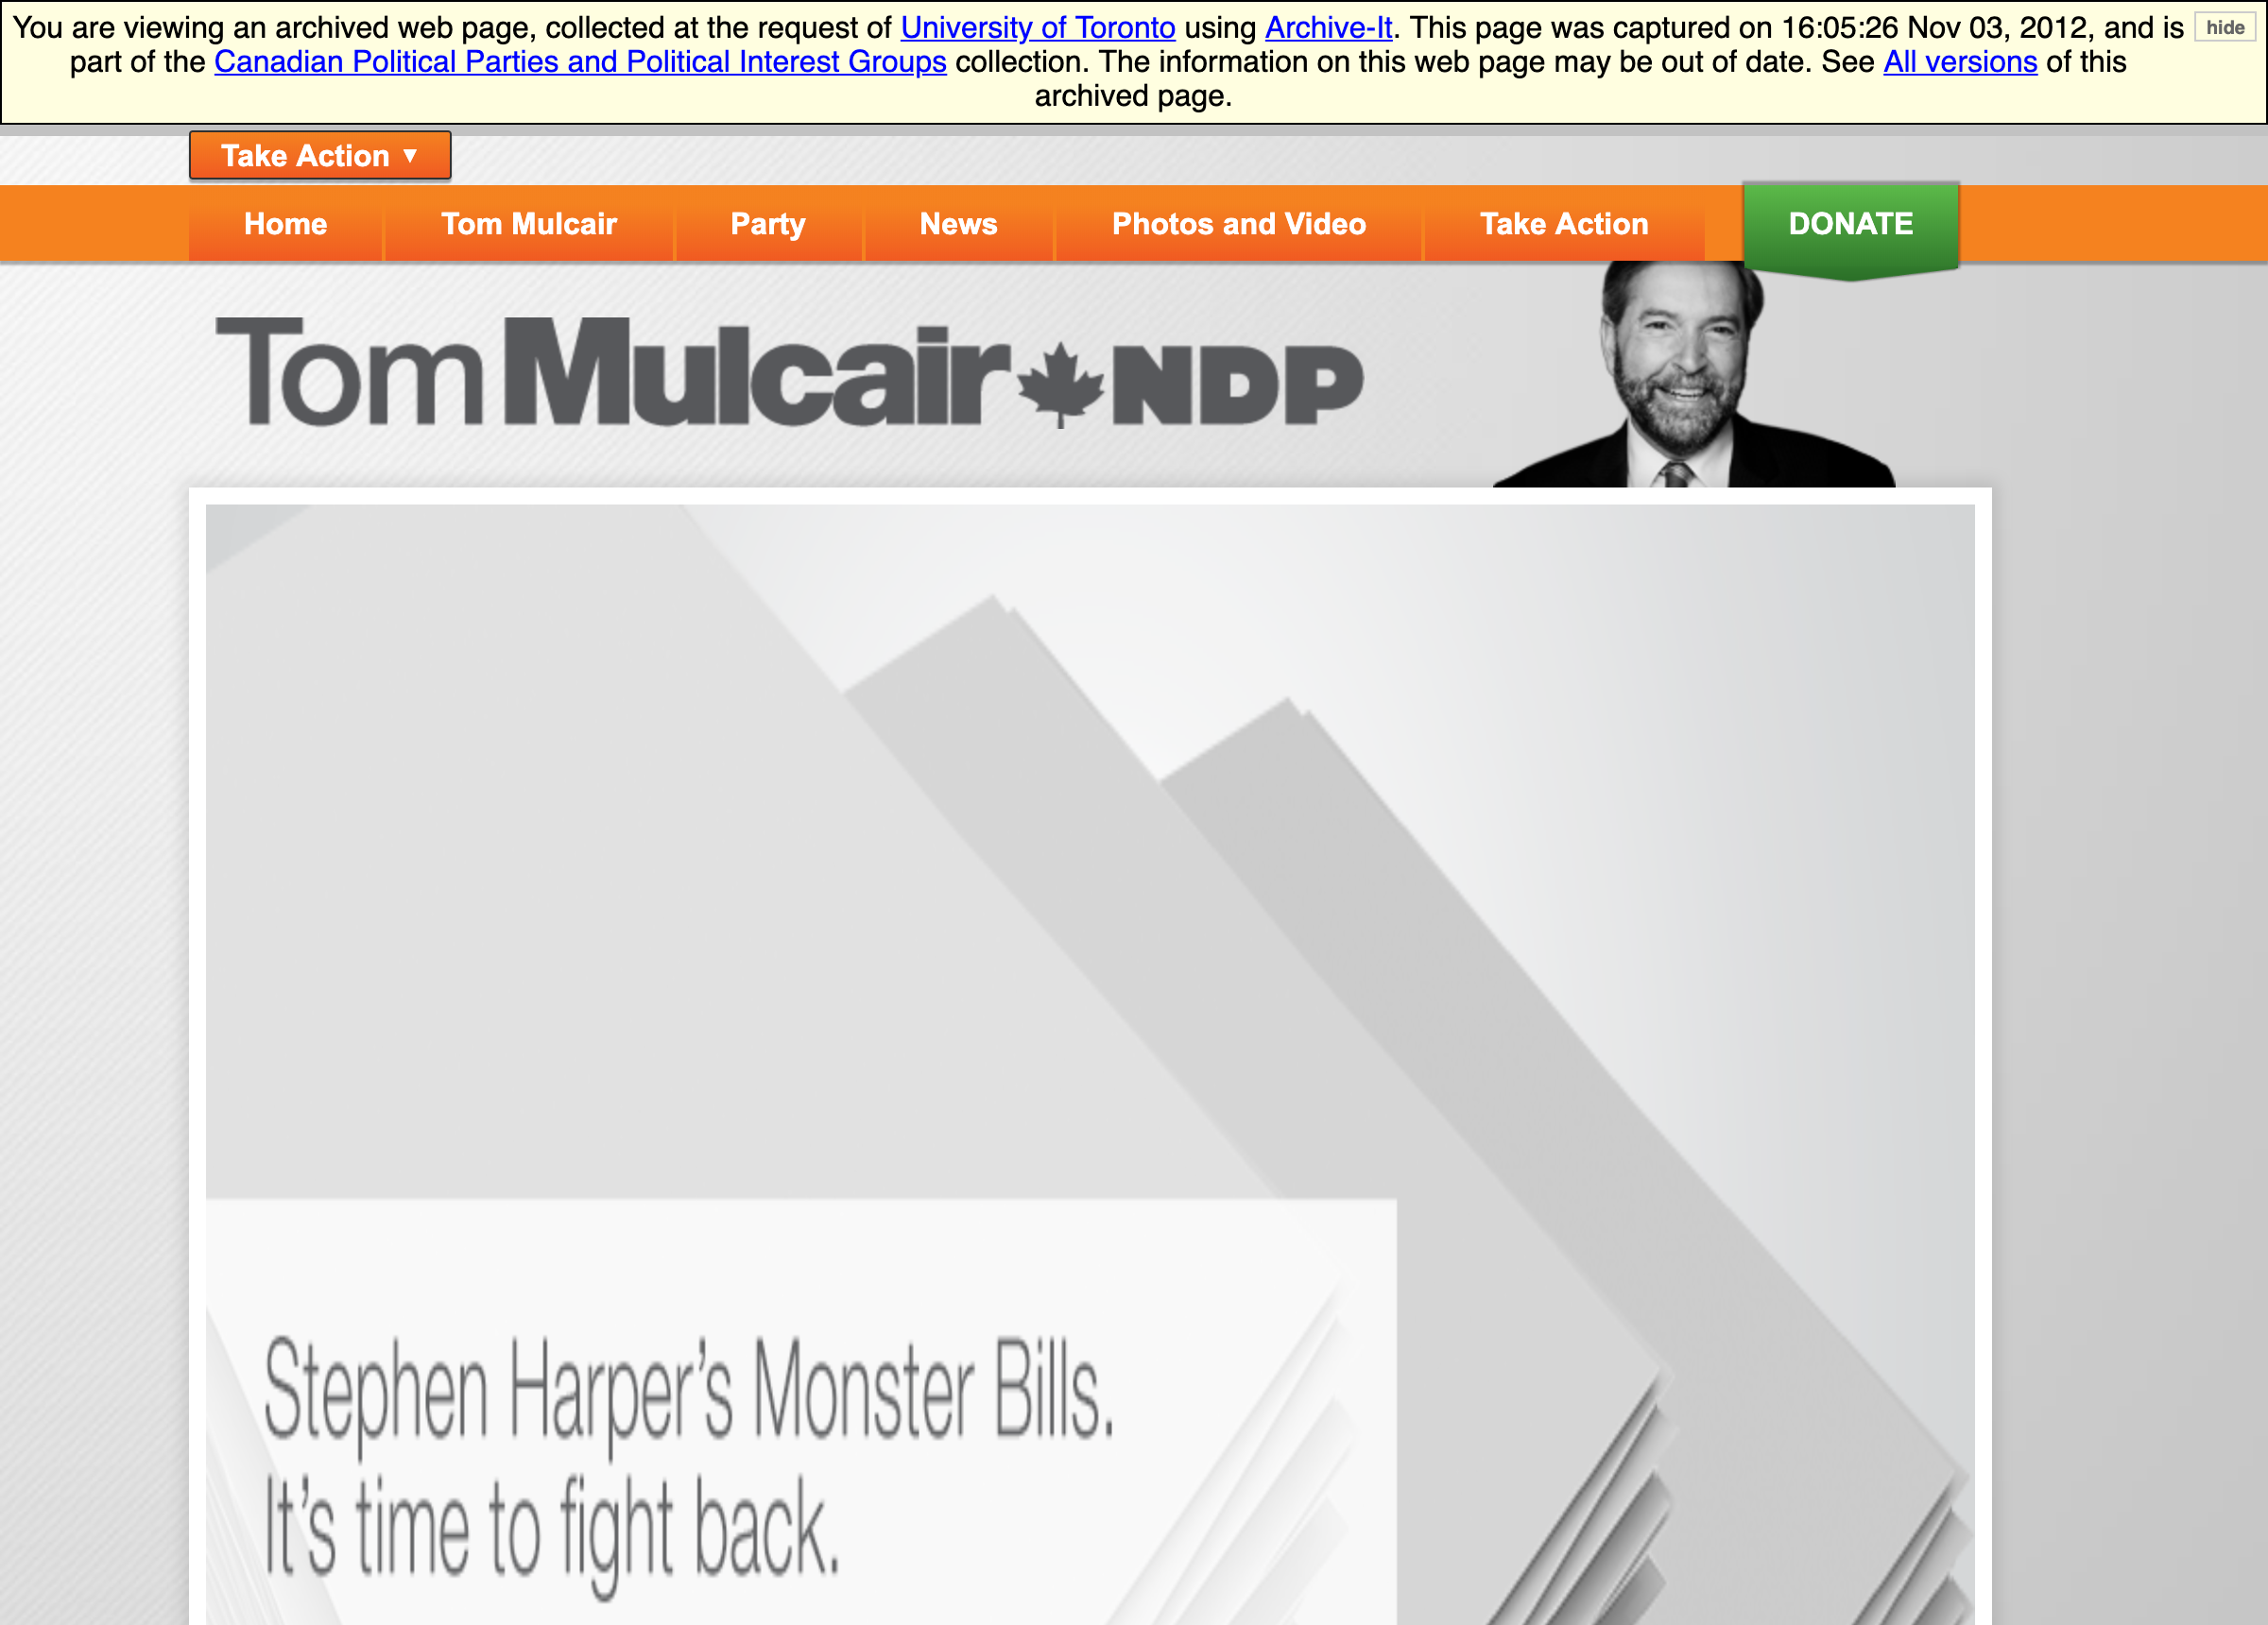 You are viewing an archived web page, collected at the request of University of Toronto using Archive-It. This page was captured on 16:05:26 Nov 03, 2012, and is
hide
part of the Canadian Political Parties and Political Interest Groups collection. The information on this web page may be out of date. See All versions of this
archived page.
Take Action ▼
Home Tom Mulcair Party News Photos and Video Take Action DONATE
Tom Mulcair NDP
Stephen Harper’s Monster Bills.
It’s time to fight back.